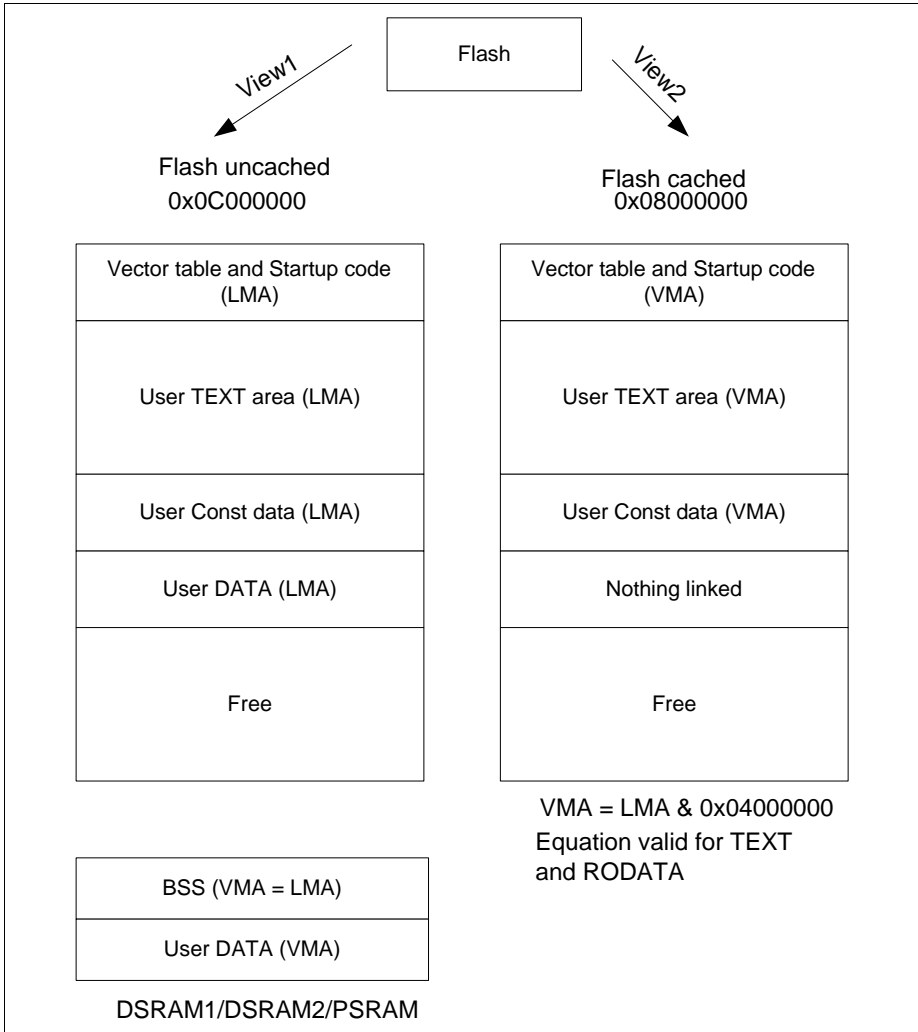 Flash
View1
View2
Flash uncached
0x0C000000
Flash cached
0x08000000
Vector table and Startup code
(LMA)
User TEXT area (LMA)
User Const data (LMA)
User DATA (LMA)
Free
Vector table and Startup code
(VMA)
User TEXT area (VMA)
User Const data (VMA)
Nothing linked
Free
VMA = LMA & 0x04000000
Equation valid for TEXT
and RODATA
BSS (VMA = LMA)
User DATA (VMA)
DSRAM1/DSRAM2/PSRAM